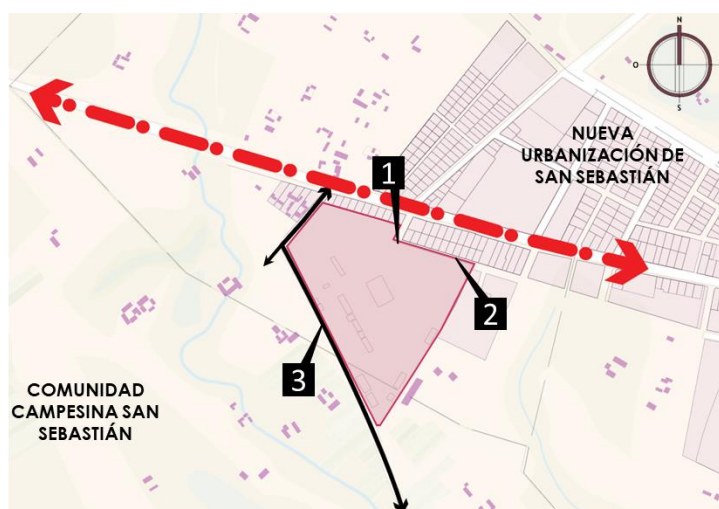 N
O
S
NUEVA
URBANIZACIÓN DE
SAN SEBASTIÁN
1
2
3
COMUNIDAD
CAMPESINA SAN
SEBASTIÁN